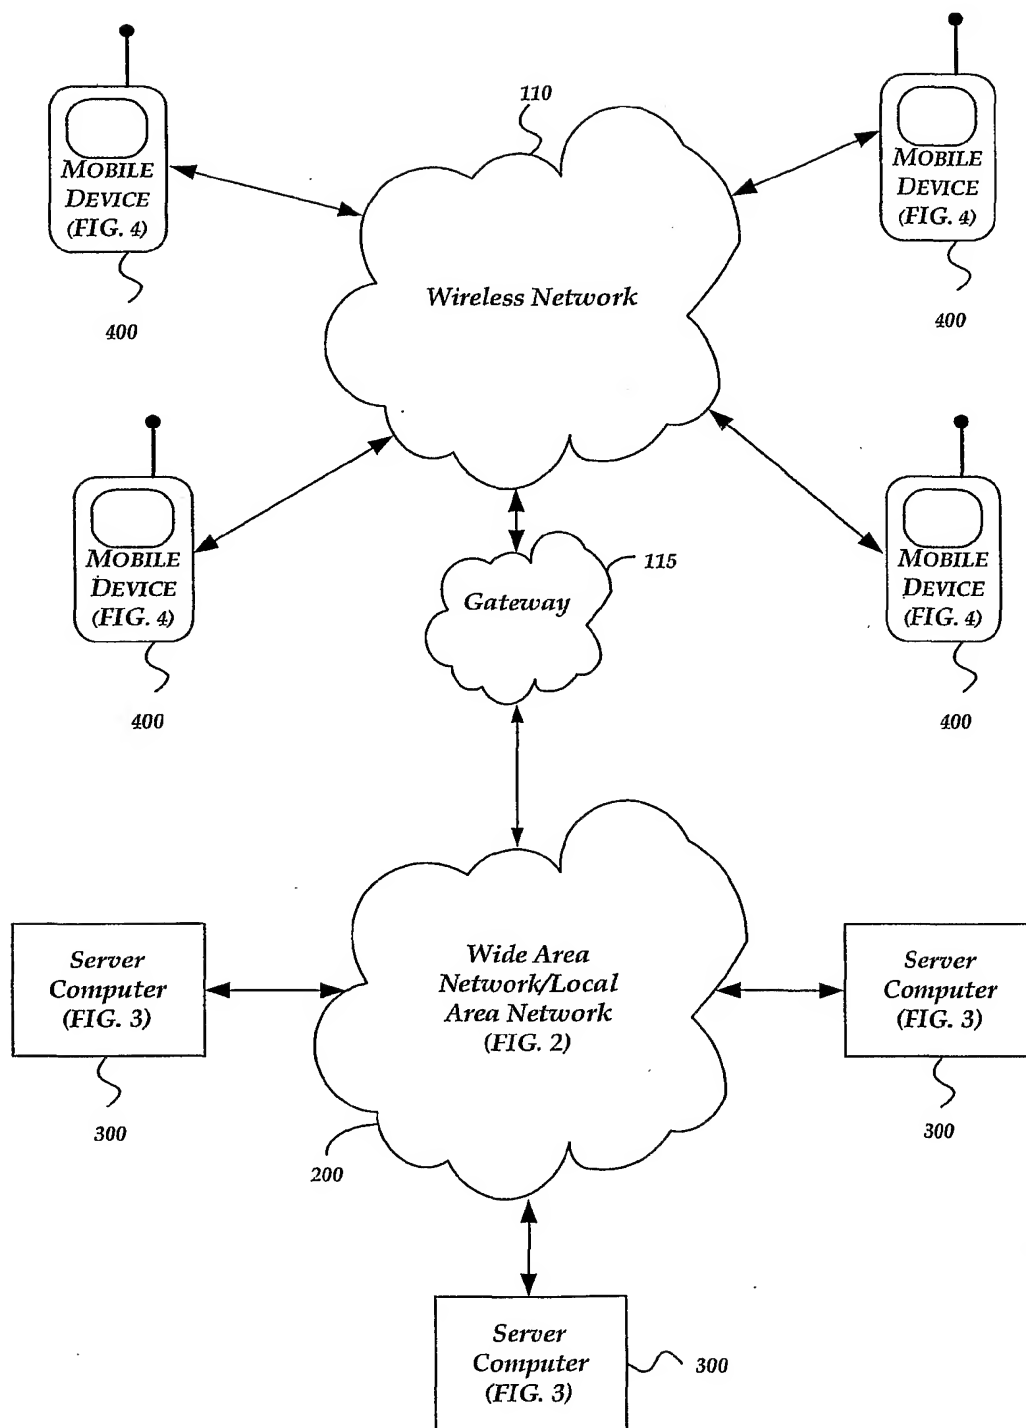 110
MOBILE
DEVICE
(FIG. 4)
400
MOBILE
DEVICE
(FIG. 4)
400
Wireless Network
MOBILE
DEVICE
(FIG. 4)
400
MOBILE
DEVICE
(FIG. 4)
400
115
Gateway
Wide Area
Network/Local
Area Network
(FIG. 2)
200
Server
Computer
(FIG. 3)
300
Server
Computer
(FIG. 3)
300
Server
Computer
(FIG. 3)
300